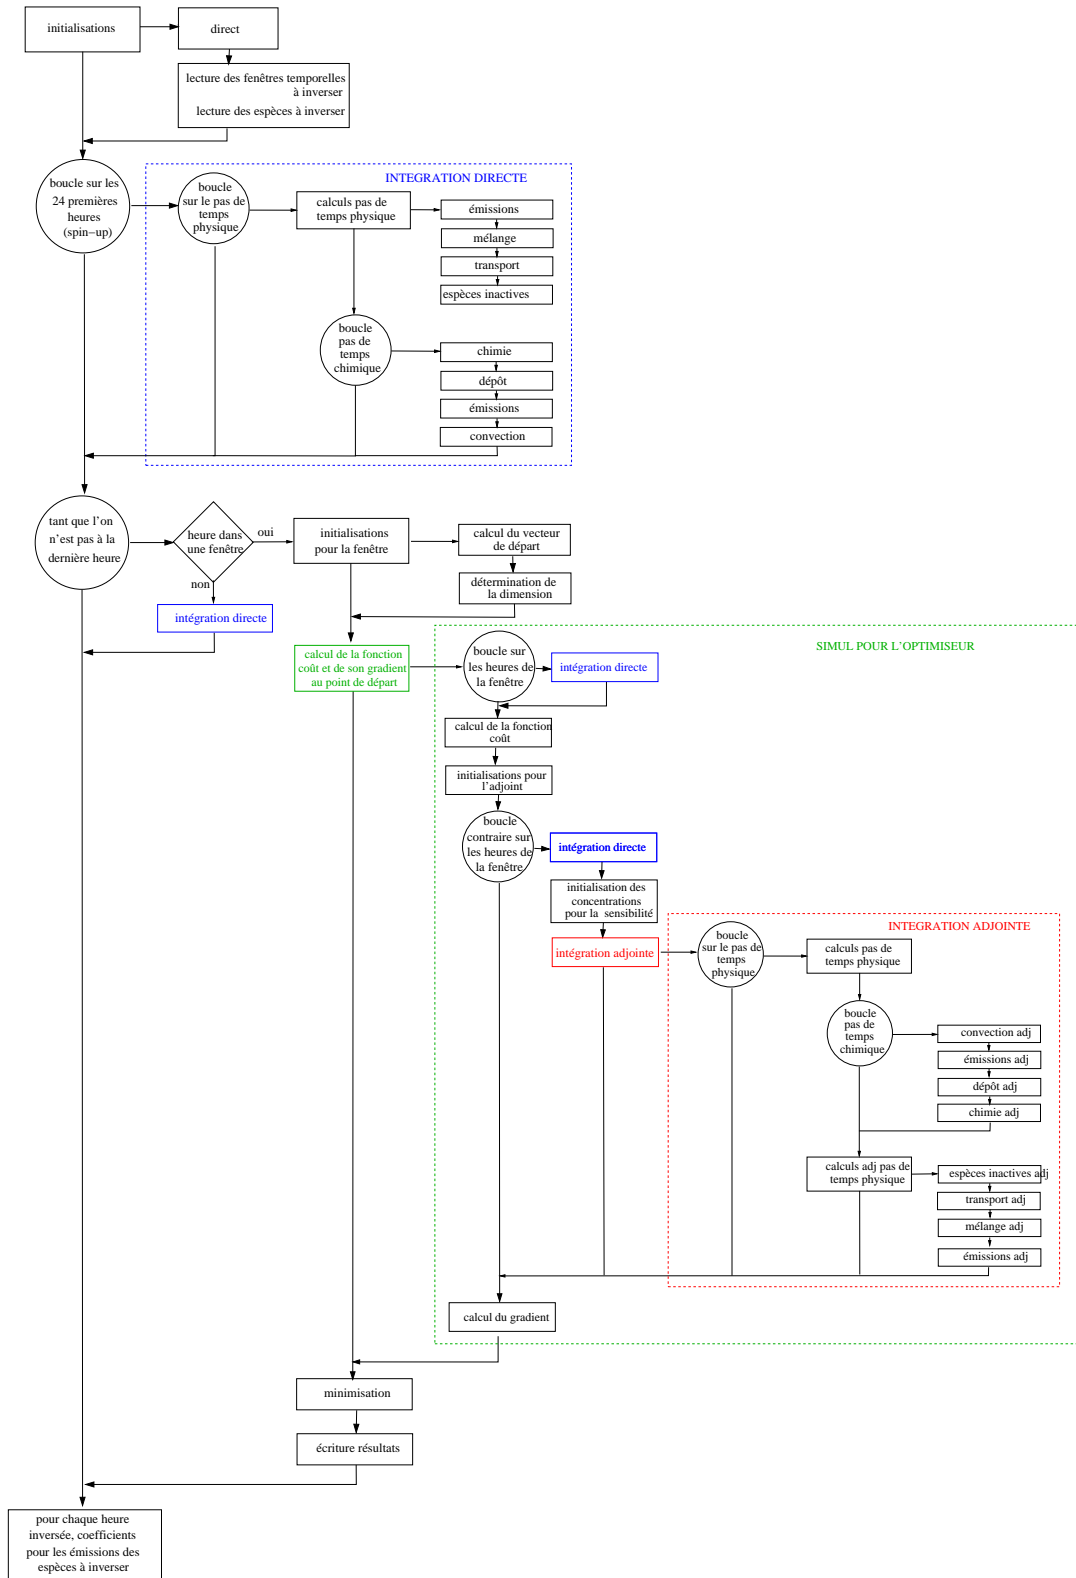 initialisations
direct
lecture des fenêtres temporelles
à inverser
lecture des espèces à inverser
boucle sur les
24 premières
heures
(spin−up)
INTEGRATION DIRECTE
boucle
sur le pas de
temps
physique
calculs pas de
temps physique
émissions
mélange
transport
espèces inactives
boucle
pas de
temps
chimique
chimie
dépôt
émissions
convection
tant que l'on
n'est pas à la
dernière heure
heure dans
une fenêtre
oui
non
intégration directe
initialisations
pour la fenêtre
calcul du vecteur
de départ
détermination de
la dimension
calcul de la fonction
coût et de son gradient
au point de départ
SIMUL POUR L'OPTIMISEUR
boucle sur
les heures de
la fenêtre
intégration directe
calcul de la fonction
coût
initialisations pour
l'adjoint
boucle
contraire sur
les heures de
la fenêtre
intégration directe
initialisation des
concentrations
pour la sensibilité
intégration adjointe
INTEGRATION ADJOINTE
boucle
sur le pas de
temps
physique
calculs pas de
temps physique
boucle
pas de
temps
chimique
convection adj
émissions adj
dépôt adj
chimie adj
calculs adj pas de
temps physique
espèces inactives adj
transport adj
mélange adj
émissions adj
calcul du gradient
minimisation
écriture résultats
pour chaque heure
inversée, coefficients
pour les émissions des
espèces à inverser